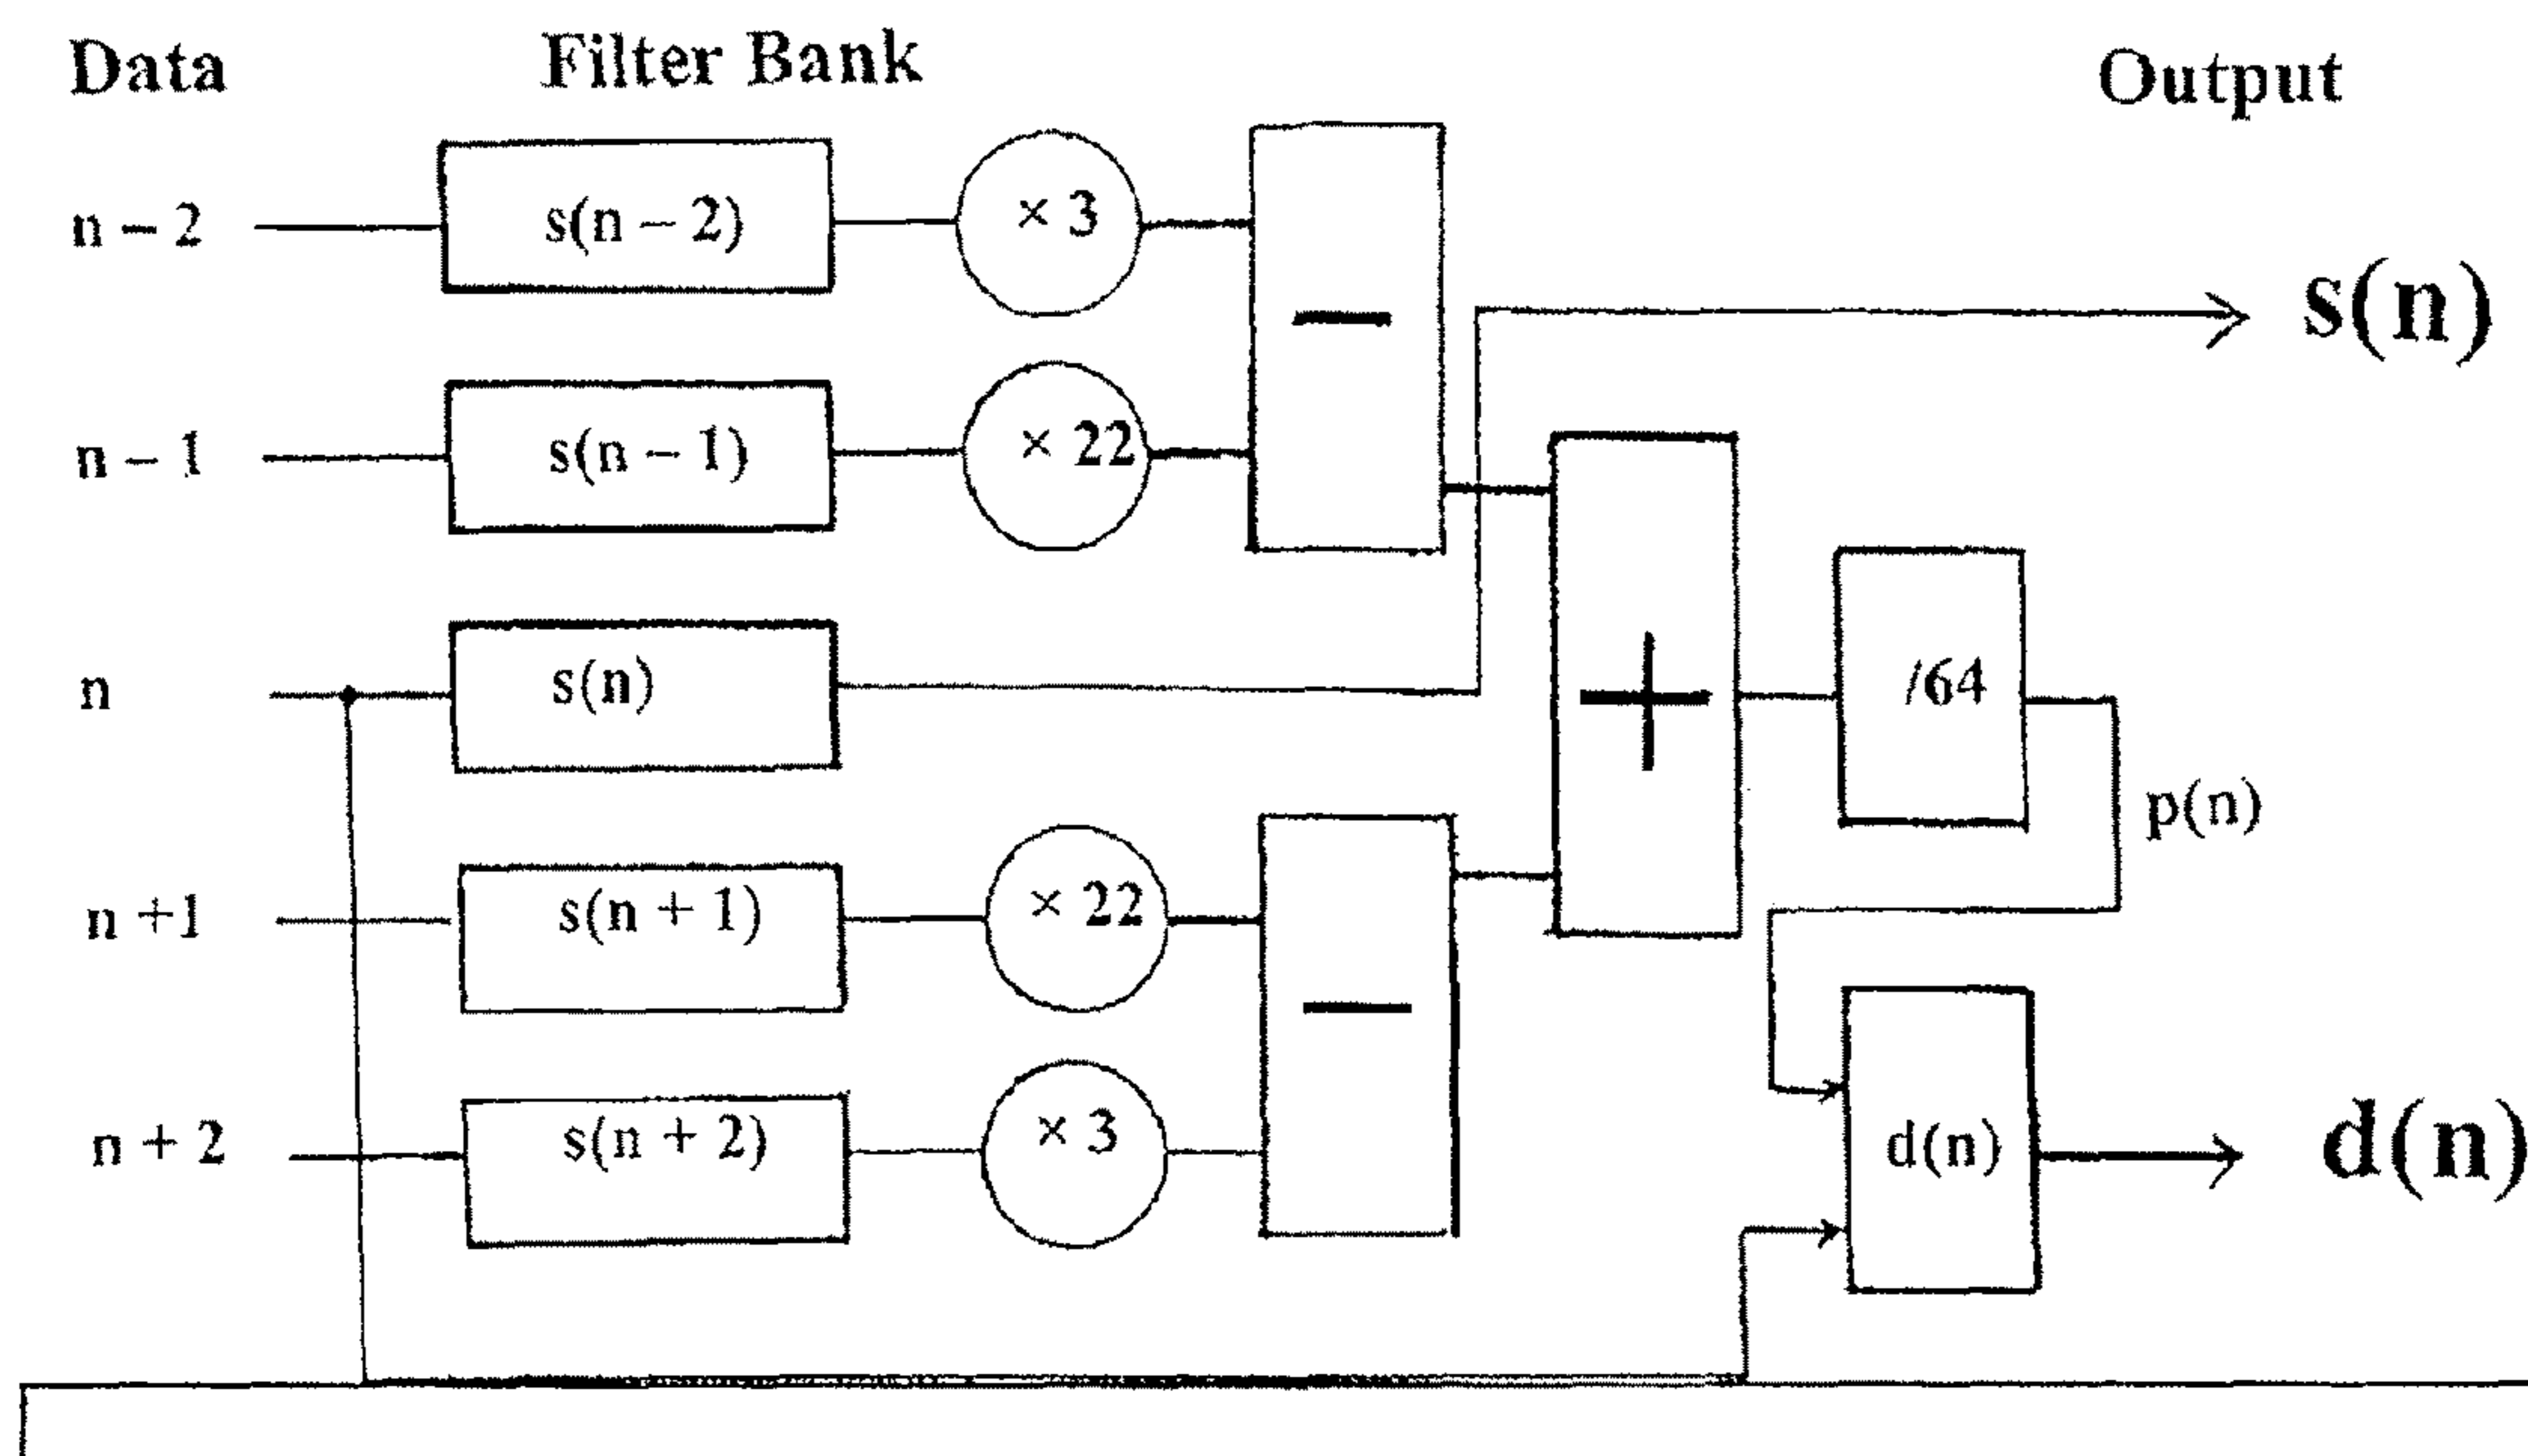 Data Filter Bank Output
n – 2 s(n – 2) × 3
–
s(n)
n – 1 s(n – 1) × 22
n s(n) + /64
p(n)
n +1 s(n + 1) × 22
–
n + 2 s(n + 2) × 3 d(n) d(n)